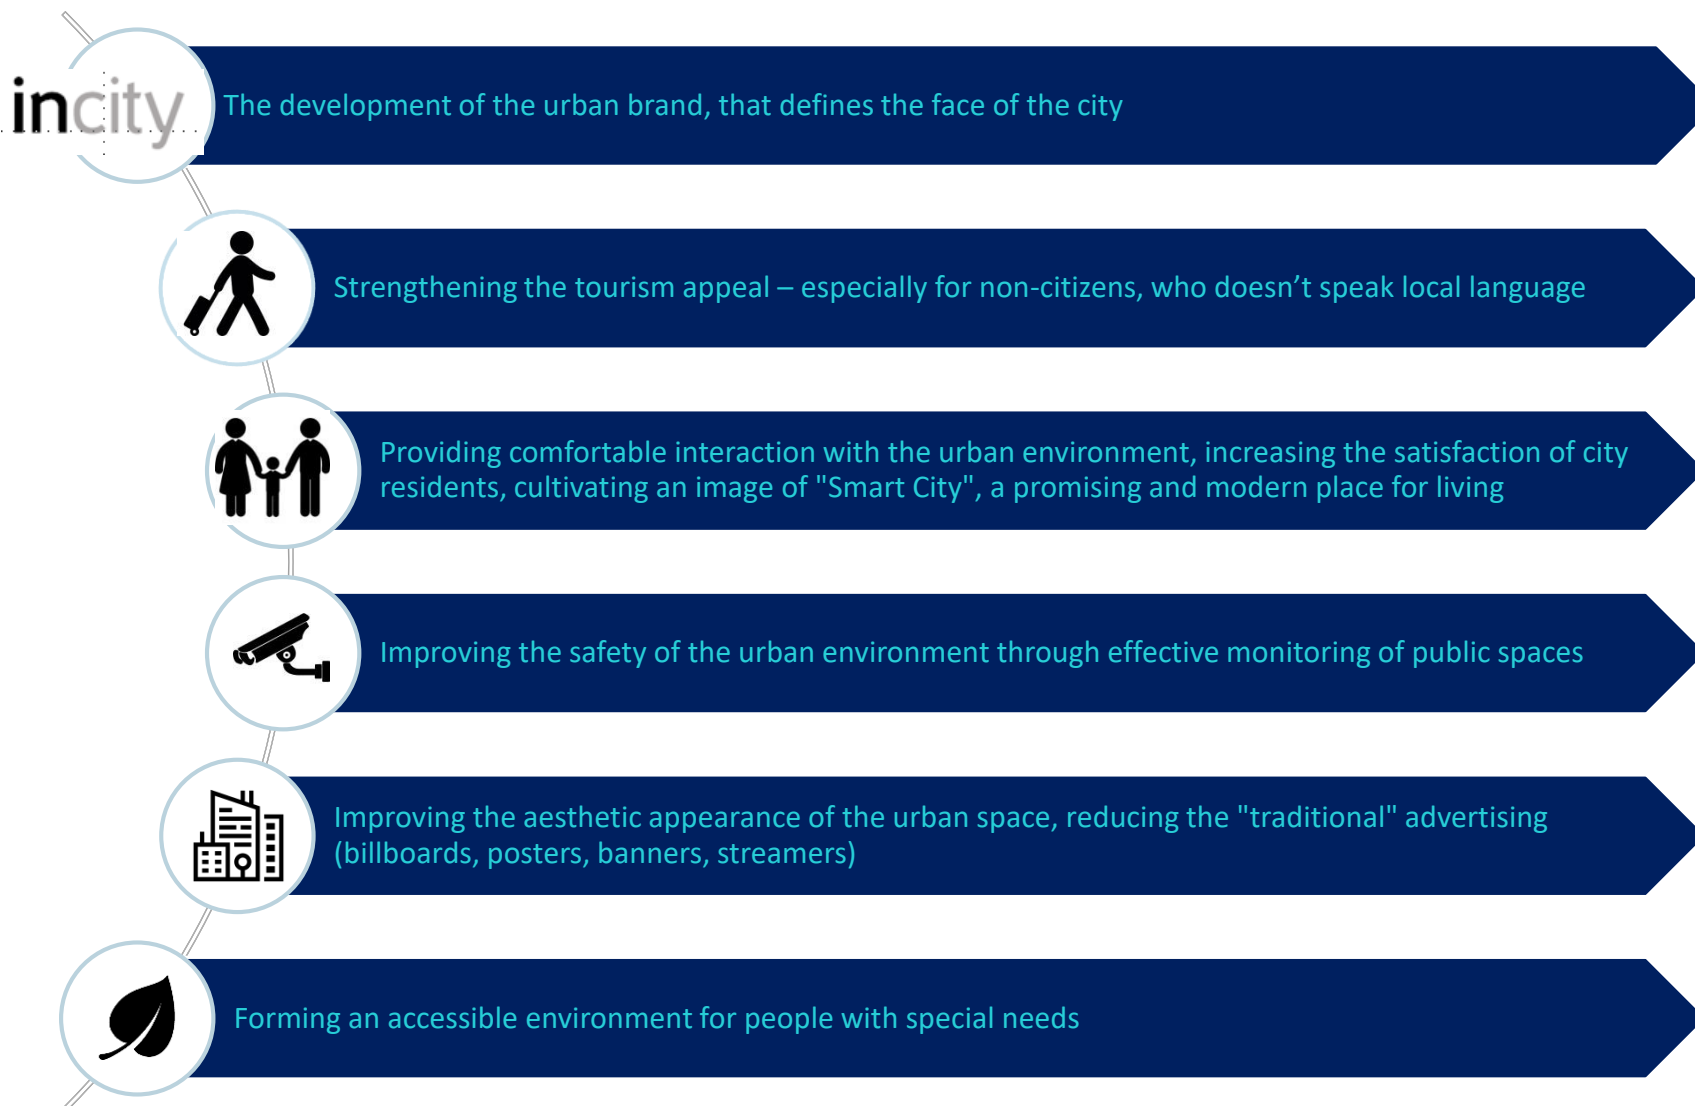 incity
The development of the urban brand, that defines the face of the city
Strengthening the tourism appeal – especially for non-citizens, who doesn’t speak local language
Providing comfortable interaction with the urban environment, increasing the satisfaction of city
residents, cultivating an image of "Smart City", a promising and modern place for living
Improving the safety of the urban environment through effective monitoring of public spaces
Improving the aesthetic appearance of the urban space, reducing the "traditional" advertising
(billboards, posters, banners, streamers)
Forming an accessible environment for people with special needs